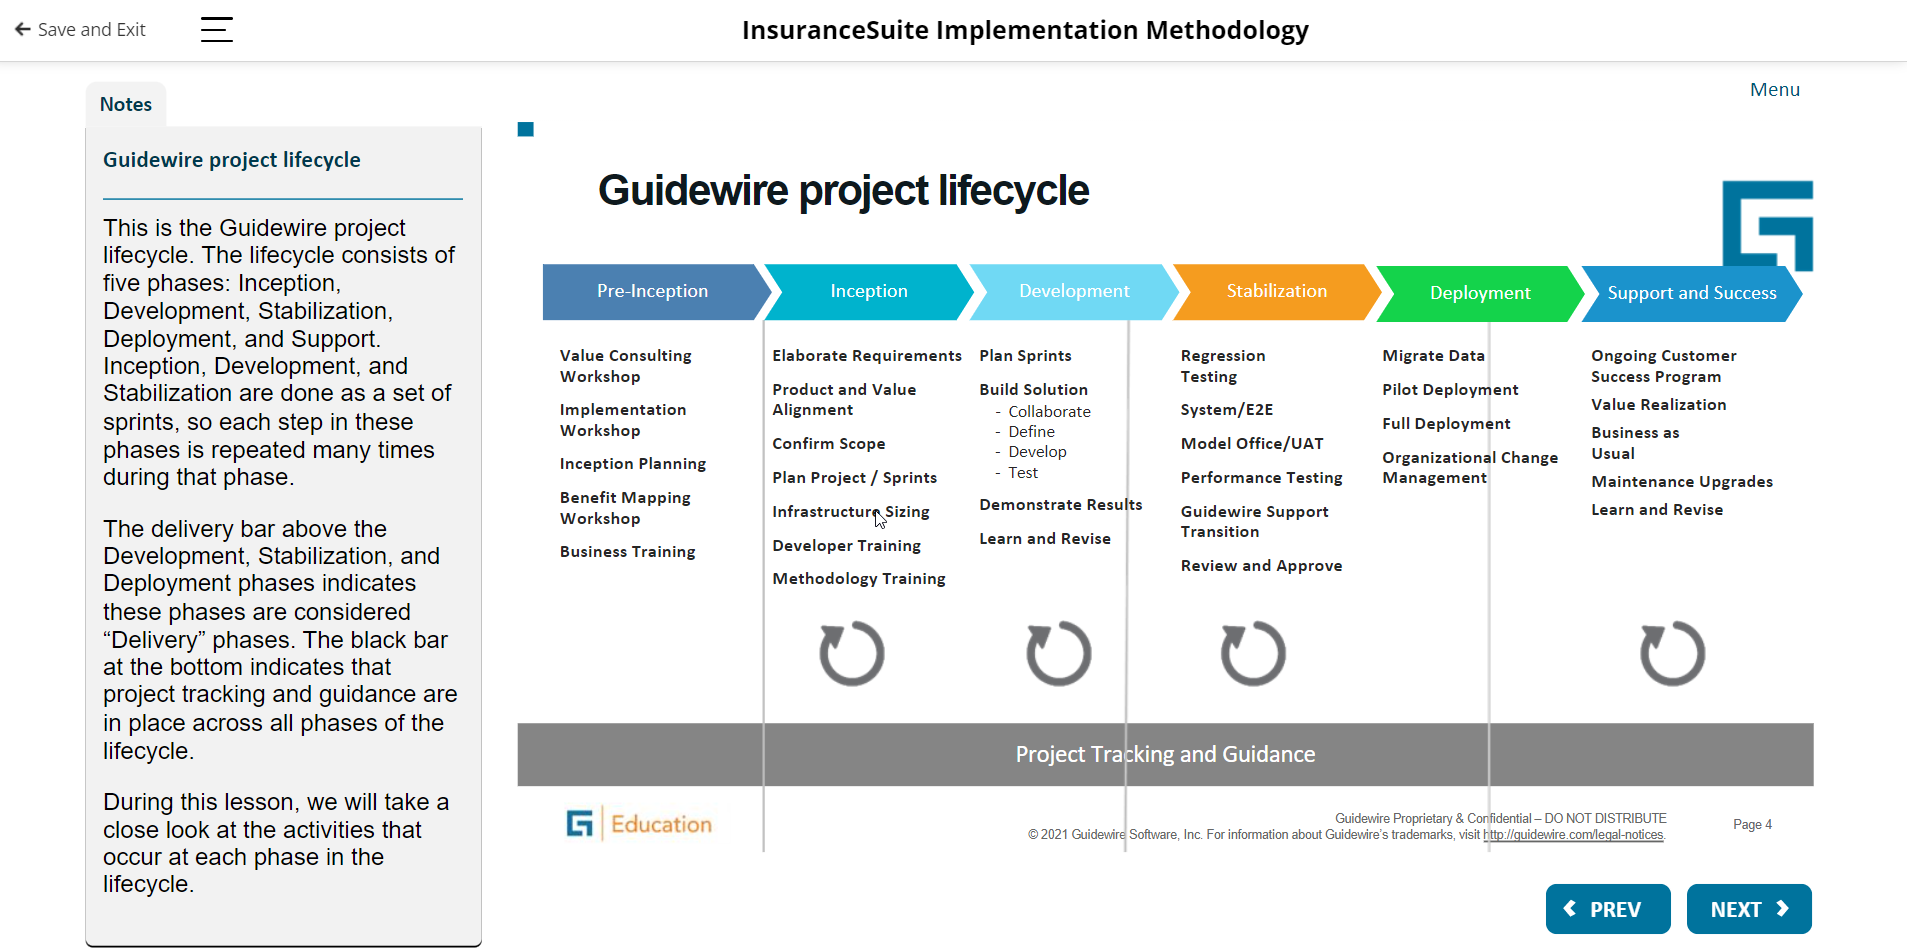 Save and Exit
InsuranceSuite Implementation Methodology
Menu
Notes
Guidewire project lifecycle
This is the Guidewire project
lifecycle. The lifecycle consists of
five phases: Inception,
Development, Stabilization,
Deployment, and Support.
Inception, Development, and
Stabilization are done as a set of
sprints, so each step in these
phases is repeated many times
during that phase.
The delivery bar above the
Development, Stabilization, and
Deployment phases indicates
these phases are considered
“Delivery” phases. The black bar
at the bottom indicates that
project tracking and guidance are
in place across all phases of the
lifecycle.
During this lesson, we will take a
close look at the activities that
occur at each phase in the
lifecycle.
Guidewire project lifecycle
Pre-Inception
Value Consulting
Workshop
Implementation
Workshop
Inception Planning
Benefit Mapping
Workshop
Business Training
Inception
Elaborate Requirements
Product and Value
Alignment
Confirm Scope
Plan Project / Sprints
Infrastructure Sizing
Developer Training
Methodology Training
Development
Plan Sprints
Build Solution
- Collaborate
- Define
- Develop
- Test
Demonstrate Results
Learn and Revise
Stabilization
Regression
Testing
System/E2E
Model Office/UAT
Performance Testing
Guidewire Support
Transition
Review and Approve
Deployment
Migrate Data
Pilot Deployment
Full Deployment
Organizational Change
Management
Support and Success
Ongoing Customer
Success Program
Value Realization
Business as
Usual
Maintenance Upgrades
Learn and Revise
Project Tracking and Guidance
Education
Guidewire Proprietary & Confidential – DO NOT DISTRIBUTE
© 2021 Guidewire Software, Inc. For information about Guidewire's trademarks, visit http://guidewire.com/legal-notices.
Page 4
PREV
NEXT